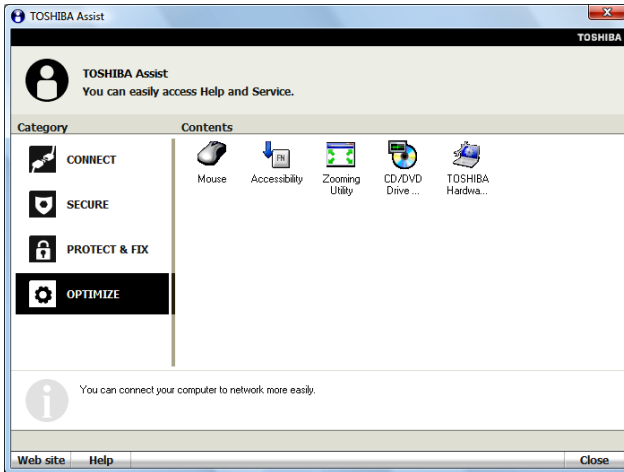 TOSHIBA Assist
TOSHIBA
TOSHIBA Assist
You can easily access Help and Service.
Category
Contents
CONNECT
SECURE
PROTECT & FIX
OPTIMIZE
Mouse
Accessibility
FN
Zooming
Utility
CD/DVD
Drive ...
TOSHIBA
Hardwa...
You can connect your computer to network more easily.
Web site
Help
Close